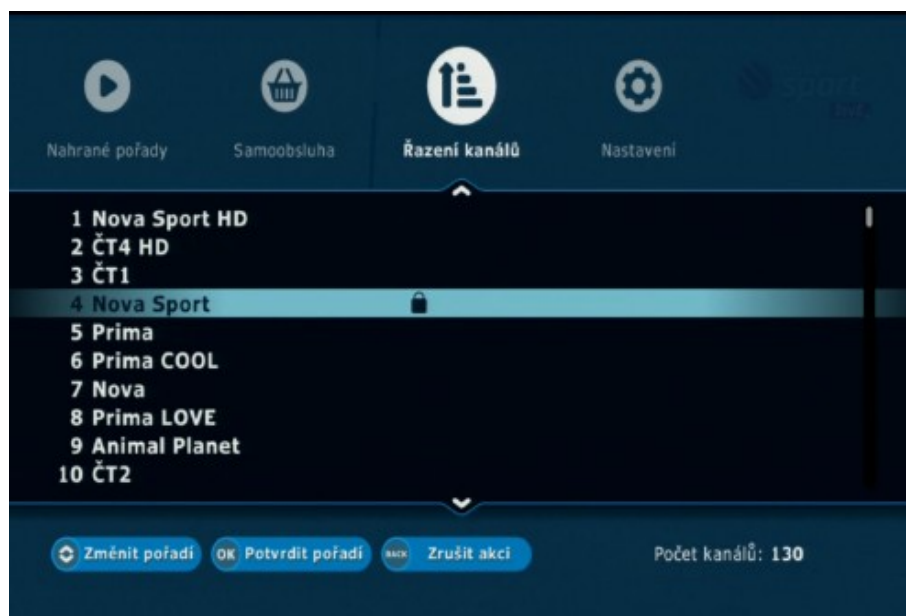 Nahrané pořady
Samoobsluha
Řazení kanálů
Nastavení
sport
1 Nova Sport HD
2 ČT4 HD
3 ČT1
4 Nova Sport
5 Prima
6 Prima COOL
7 Nova
8 Prima LOVE
9 Animal Planet
10 ČT2
Změnit pořadí
OK Potvrdit pořadí
BACK Zrušit akci
Počet kanálů: 130